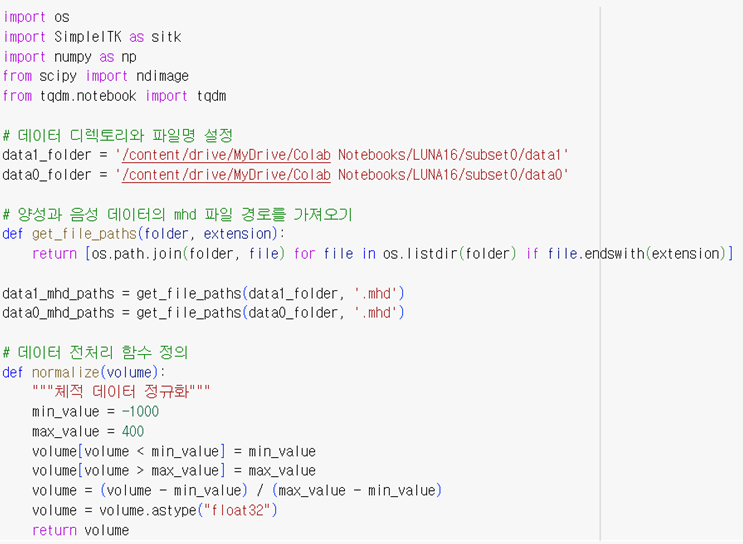 import os
import SimpleITK as sitk
import numpy as np
from scipy import ndimage
from tqdm.notebook import tqdm

# 데이터 디렉토리와 파일명 설정
data1_folder = '/content/drive/MyDrive/Colab Notebooks/LUNA16/subset0/data1'
data0_folder = '/content/drive/MyDrive/Colab Notebooks/LUNA16/subset0/data0'

# 양성과 음성 데이터의 mhd 파일 경로를 가져오기
def get_file_paths(folder, extension):
    return [os.path.join(folder, file) for file in os.listdir(folder) if file.endswith(extension)]

data1_mhd_paths = get_file_paths(data1_folder, '.mhd')
data0_mhd_paths = get_file_paths(data0_folder, '.mhd')

# 데이터 전처리 함수 정의
def normalize(volume):
    """체적 데이터 정규화"""
    min_value = -1000
    max_value = 400
    volume[volume < min_value] = min_value
    volume[volume > max_value] = max_value
    volume = (volume - min_value) / (max_value - min_value)
    volume = volume.astype("float32")
    return volume